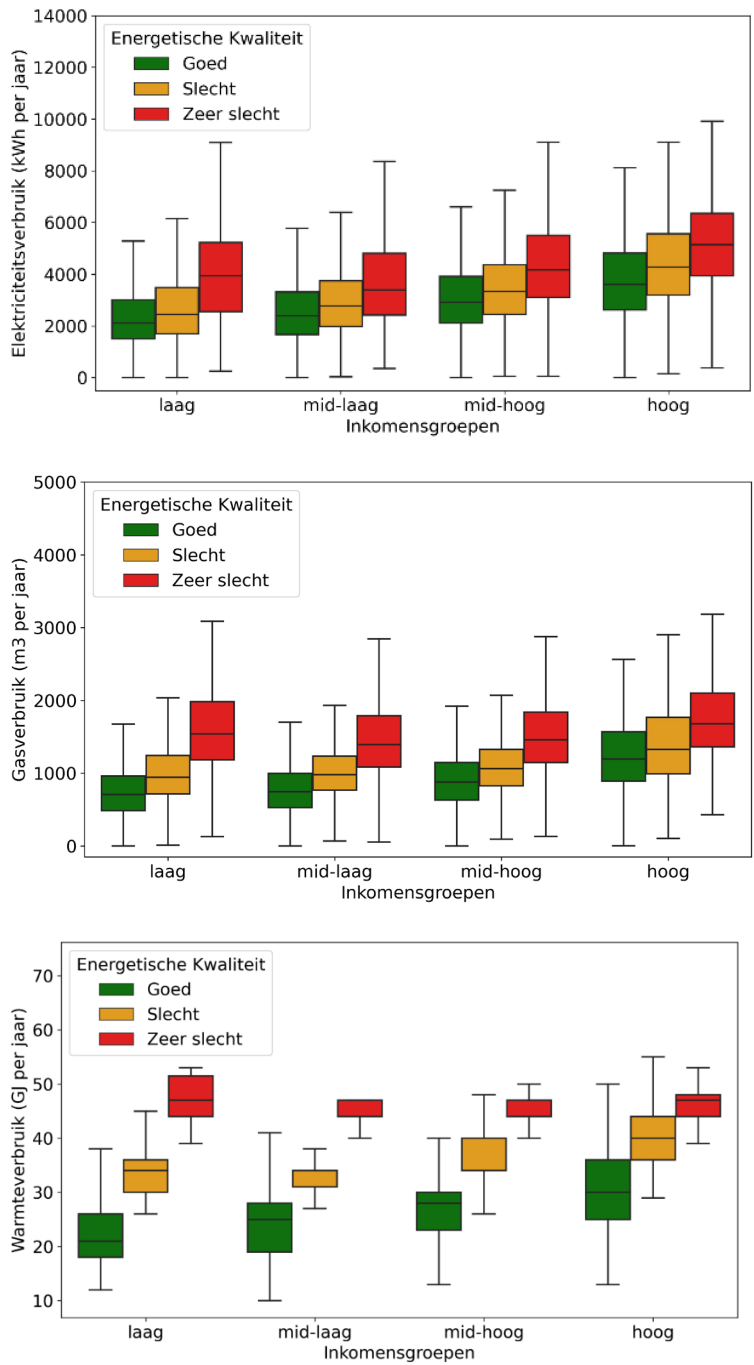 14000
12000
10000
8000
6000
4000
2000
0
Elektriciteitsverbruik (kWh per jaar)
Energetische Kwaliteit
Goed
Slecht
Zeer slecht
laag mid-laag mid-hoog hoog
Inkomensgroepen
5000
4000
3000
2000
1000
0
Gasverbruik (m3 per jaar)
Energetische Kwaliteit
Goed
Slecht
Zeer slecht
laag mid-laag mid-hoog hoog
Inkomensgroepen
70
60
50
40
30
20
10
Warmteverbruik (GJ per jaar)
Energetische Kwaliteit
Goed
Slecht
Zeer slecht
laag mid-laag mid-hoog hoog
Inkomensgroepen